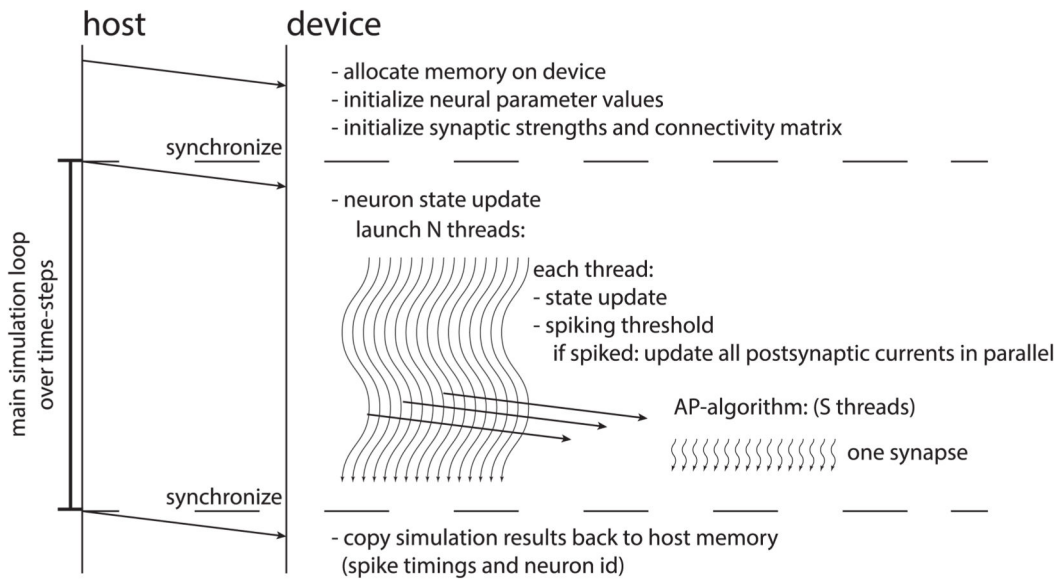 host
device
- allocate memory on device
- initialize neural parameter values
- initialize synaptic strengths and connectivity matrix
synchronize
main simulation loop
over time-steps
- neuron state update
launch N threads:
each thread:
- state update
- spiking threshold
if spiked: update all postsynaptic currents in parallel
AP-algorithm: (S threads)
one synapse
synchronize
- copy simulation results back to host memory
(spike timings and neuron id)